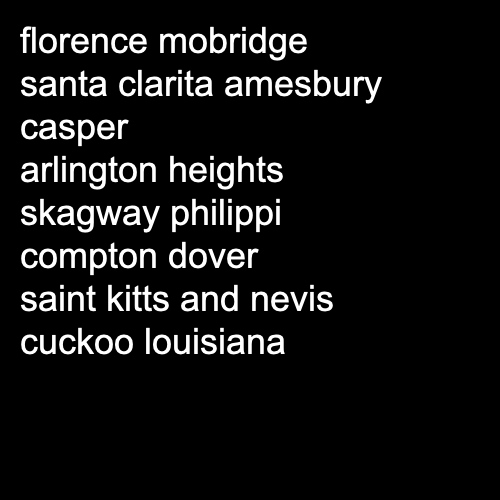 florence mobridge
santa clarita amesbury
casper
arlington heights
skagway philippi
compton dover
saint kitts and nevis
cuckoo louisiana